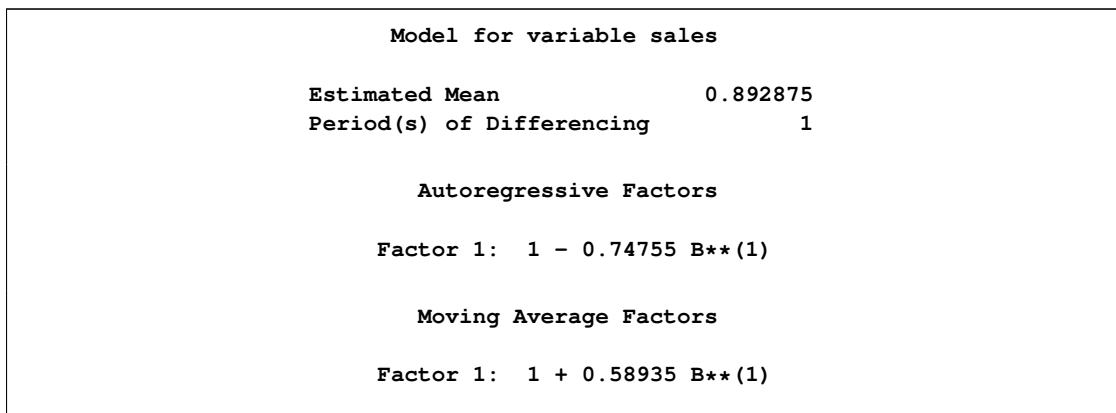 Model for variable sales
Estimated Mean 0.892875
Period(s) of Differencing 1
Autoregressive Factors
Factor 1: 1 - 0.74755 B**(1)
Moving Average Factors
Factor 1: 1 + 0.58935 B**(1)